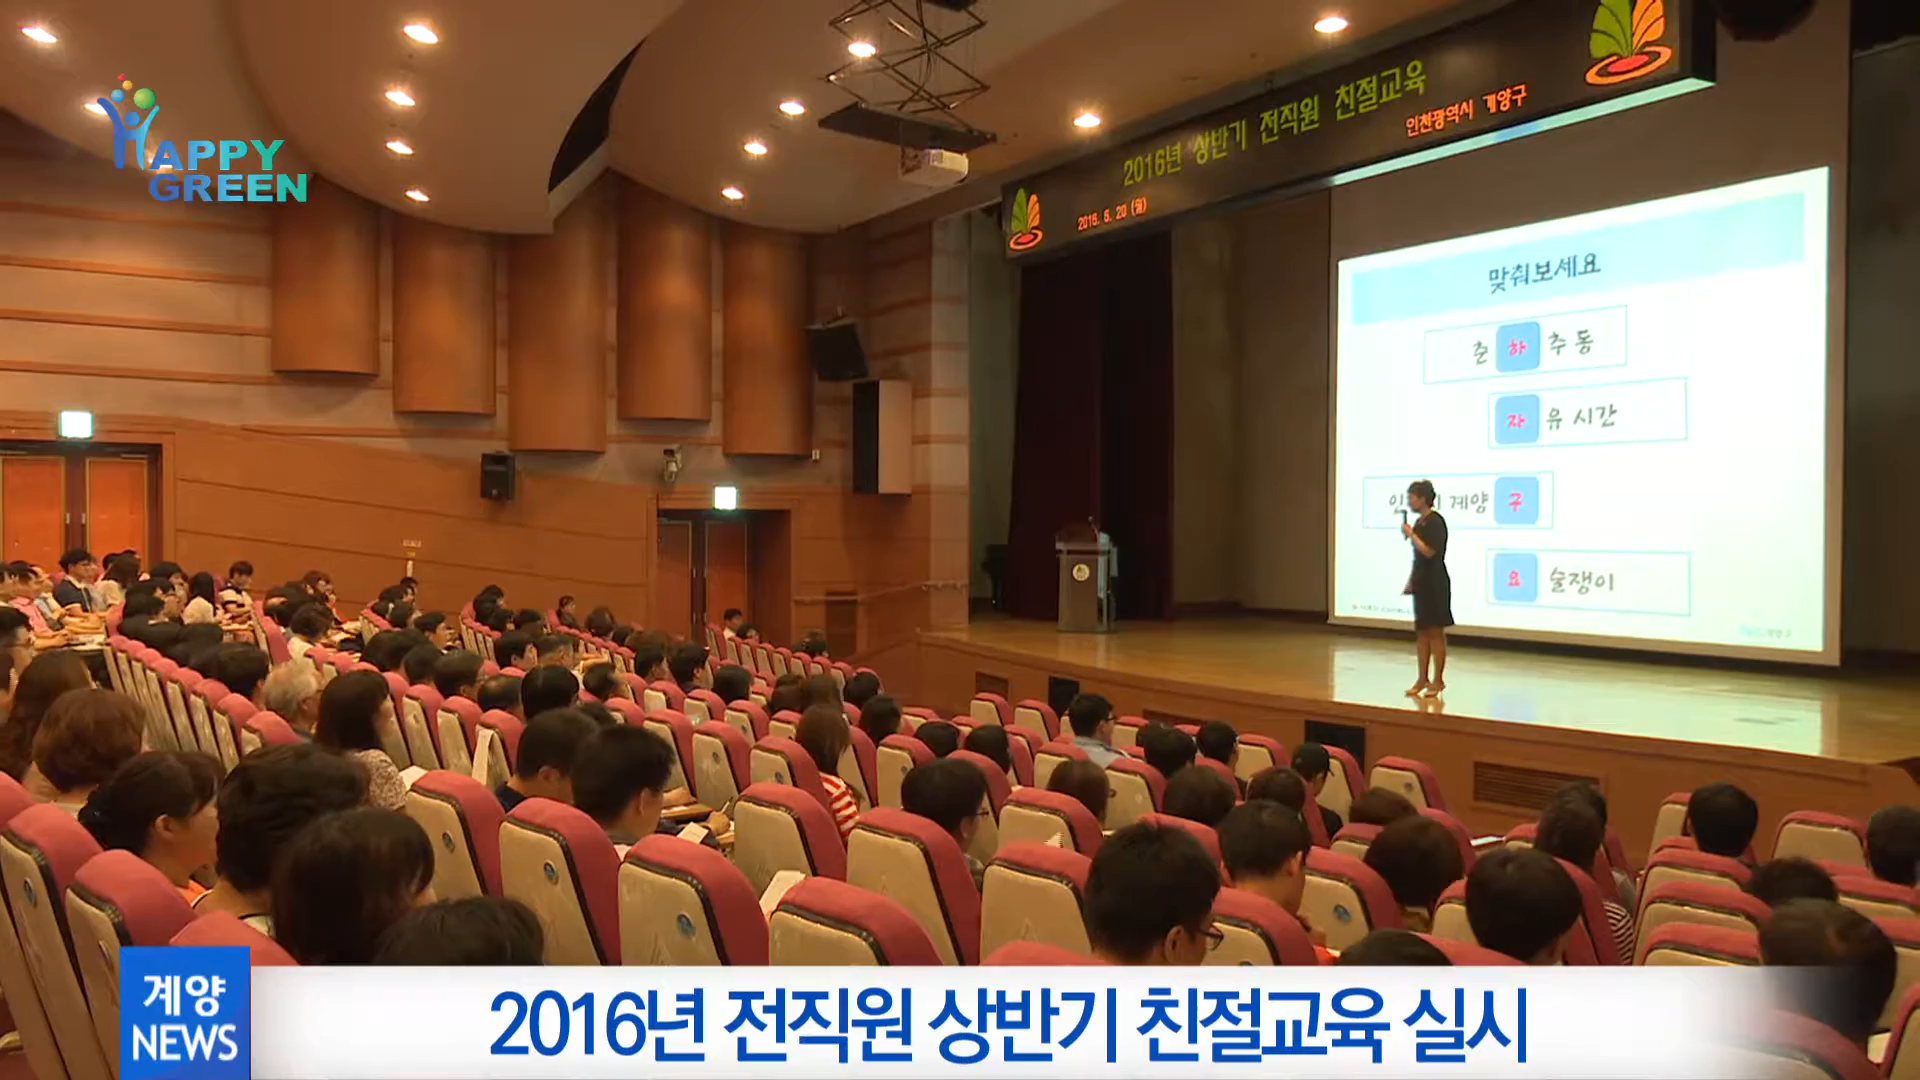 HAPPY
GREEN
2016년 상반기 전직원 친절교육
2016. 6. 20 (월)
인천광역시 계양구
맞춰보세요
춘 하 추 동
자 유 시간
계양 구
요 술쟁이
계양
NEWS
2016년 전직원 상반기 친절교육 실시